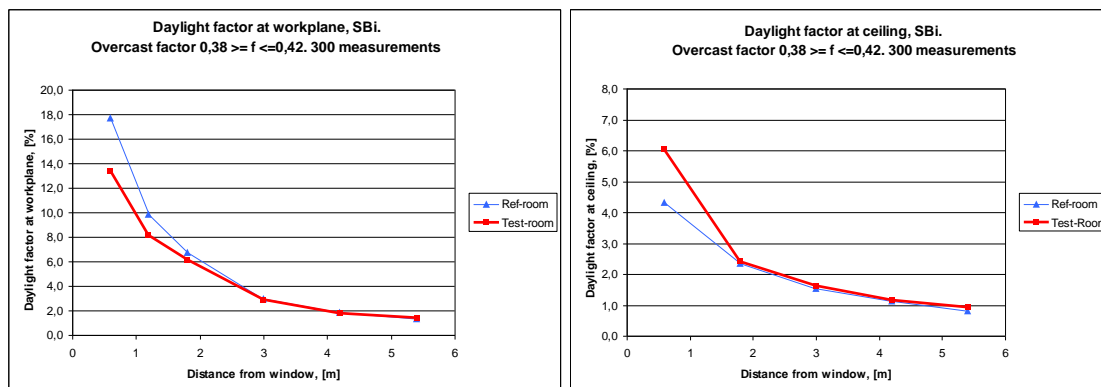 Daylight factor at workplane, SBi.
Overcast factor 0,38 >= f <=0,42. 300 measurements
20,0
18,0
16,0
14,0
12,0
10,0
8,0
6,0
4,0
2,0
0,0
Daylight factor at workplane, [%]
0 1 2 3 4 5 6
Distance from window, [m]
Ref-room
Test-room
Daylight factor at ceiling, SBi.
Overcast factor 0,38 >= f <=0,42. 300 measurements
8,0
7,0
6,0
5,0
4,0
3,0
2,0
1,0
0,0
Daylight factor at ceiling, [%]
0 1 2 3 4 5 6
Distance from window, [m]
Ref-room
Test-Room